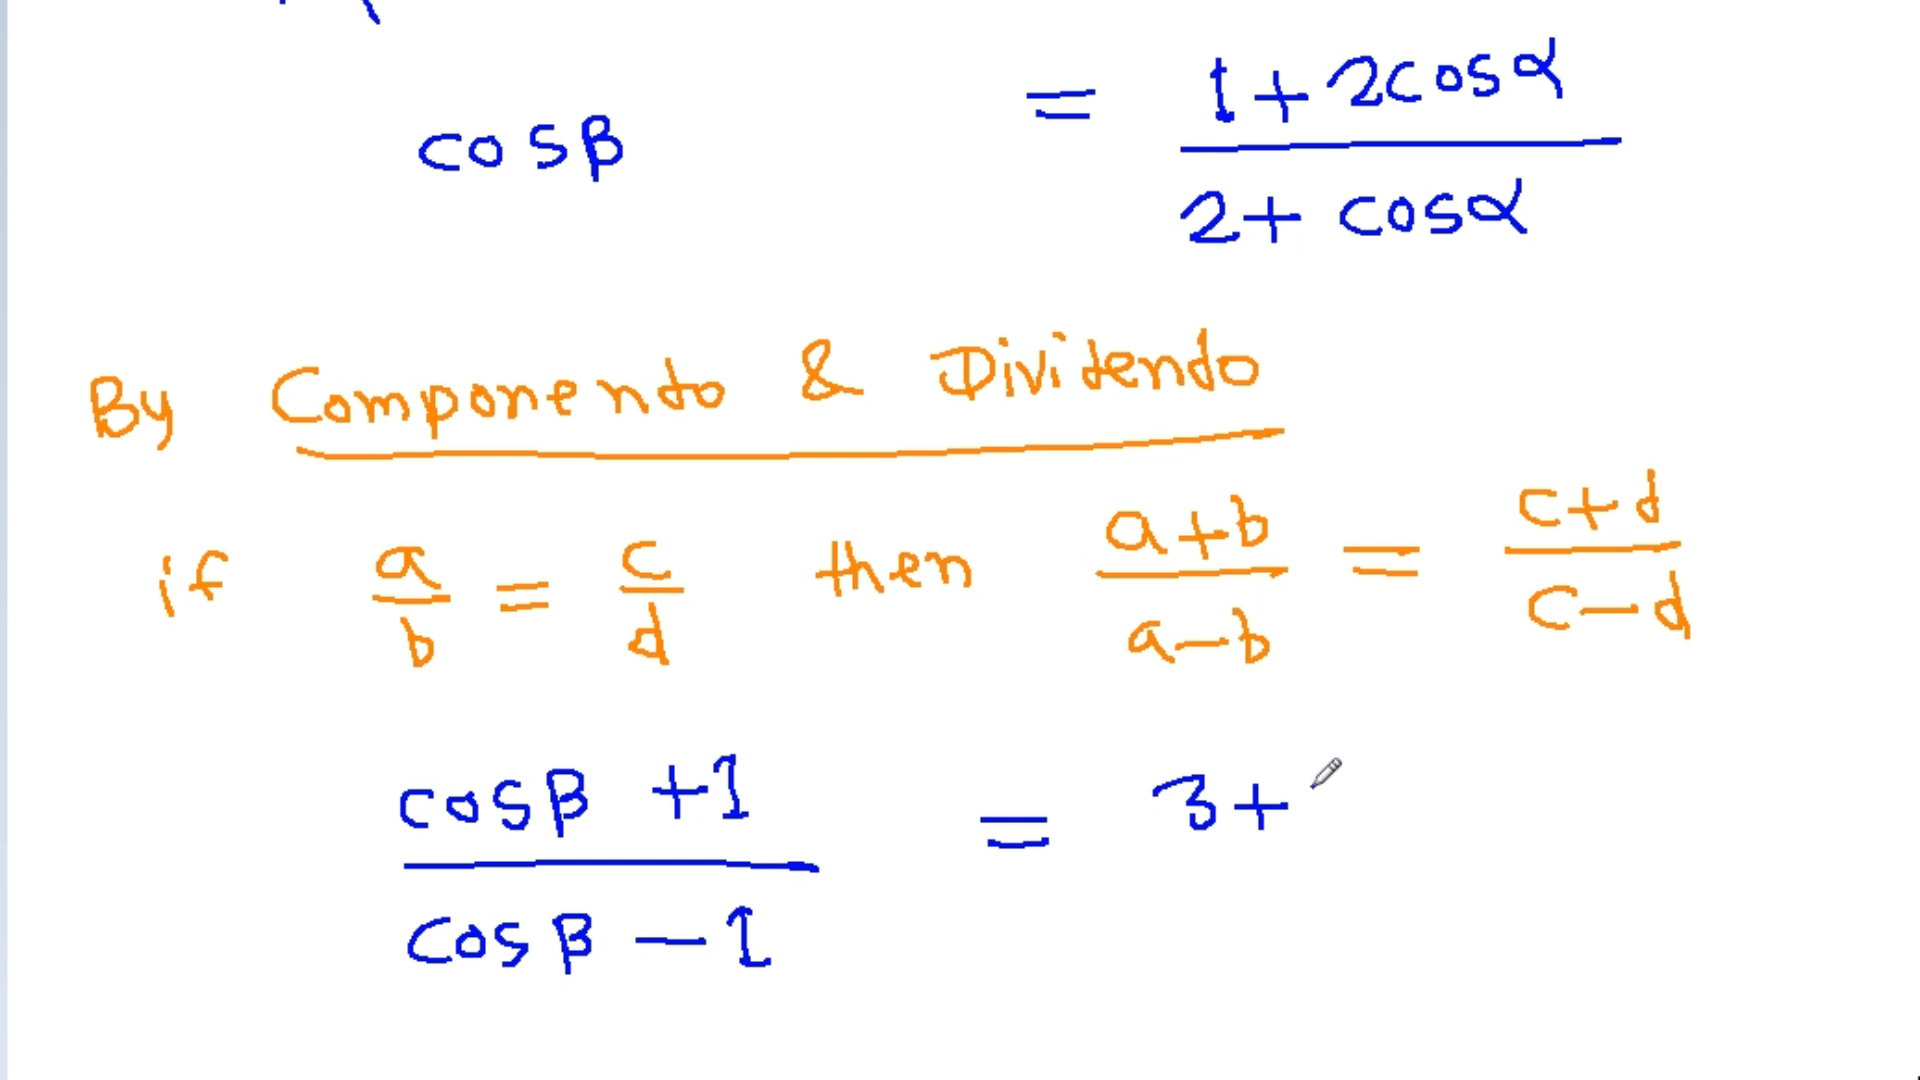 cosβ = (1+2cosα)/(2+cosα)
By Componendo & Dividendo
if a/b = c/d then (a+b)/(a-b) = (c+d)/(c-d)
(cosβ+1)/(cosβ-1) = 3+